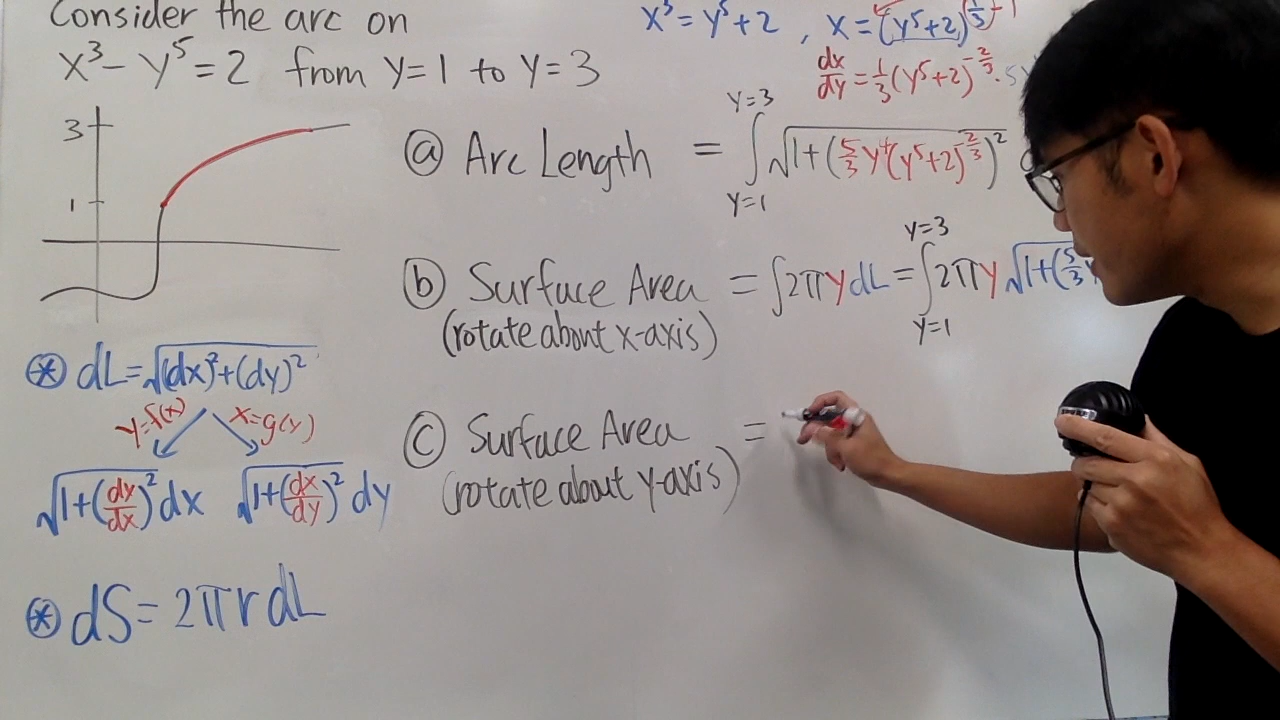 Consider the arc on
x³ - y⁵ = 2 from y=1 to y=3
x³ = y⁵+2 , x = (y⁵+2)^(1/3)
dx/dy = 1/3(y⁵+2)^(-2/3) · 5y
3
1
ⓐ Arc Length = ∫_{y=1}^{y=3} √(1+(5/3 y⁴(y⁵+2)^(-2/3))²)
ⓑ Surface Area = ∫2πy dL = ∫_{y=1}^{y=3} 2πy √(1+(5/3 y
(rotate about x-axis)
ⓒ Surface Area =
(rotate about y-axis)
⊛ dL = √((dx)²+(dy)²)
y=f(x) x=g(y)
√(1+(dy/dx)²) dx √(1+(dx/dy)²) dy
⊛ dS = 2πr dL